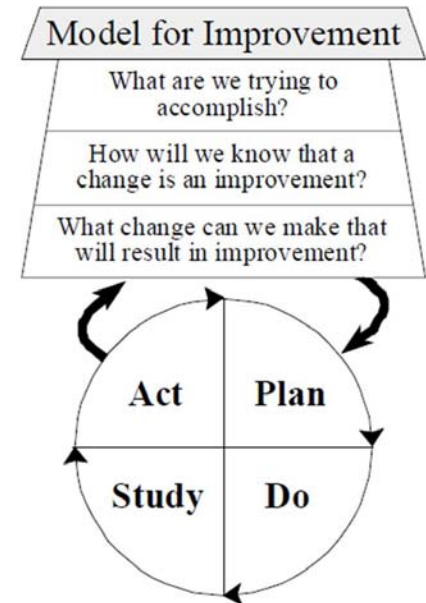 Model for Improvement
What are we trying to
accomplish?
How will we know that a
change is an improvement?
What change can we make that
will result in improvement?
Act Plan
Study Do